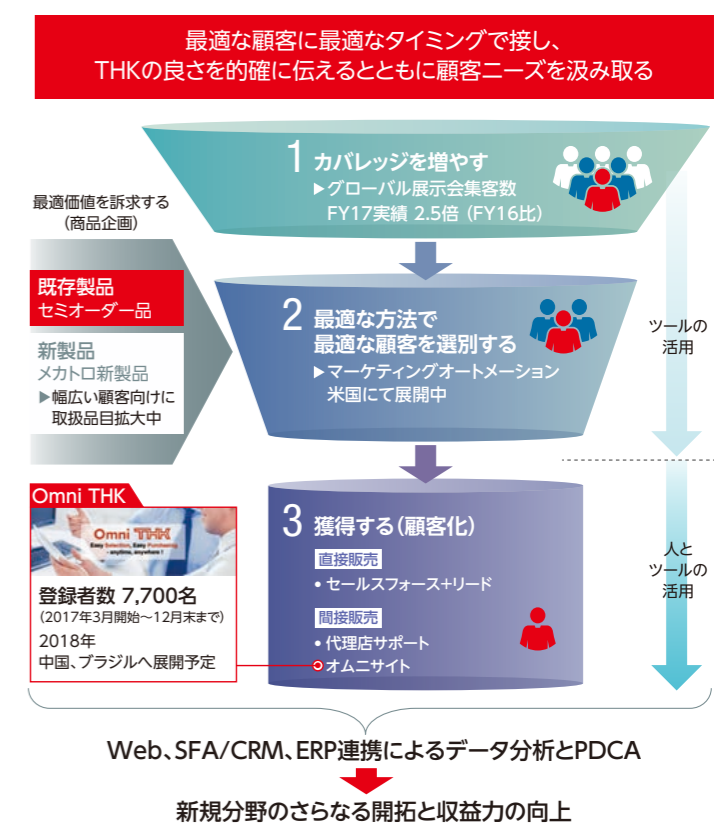 最適な顧客に最適なタイミングで接し、
THKの良さを的確に伝えるとともに顧客ニーズを汲み取る
1 カバレッジを増やす
▶グローバル展示会集客数
FY17実績 2.5倍（FY16比）
最適価値を訴求する
（商品企画）
既存製品
セミオーダー品
新製品
メカトロ新製品
▶幅広い顧客向けに
取扱品目拡大中
2 最適な方法で
最適な顧客を選別する
▶マーケティングオートメーション
米国にて展開中
ツールの
活用
Omni THK
Omni THK
Easy Selection, Easy Purchasing
- anytime, anywhere !
登録者数 7,700名
（2017年3月開始～12月末まで）
2018年
中国、ブラジルへ展開予定
3 獲得する（顧客化）
直接販売
• セールスフォース+リード
間接販売
• 代理店サポート
• オムニサイト
人と
ツールの
活用
Web、SFA/CRM、ERP連携によるデータ分析とPDCA
新規分野のさらなる開拓と収益力の向上